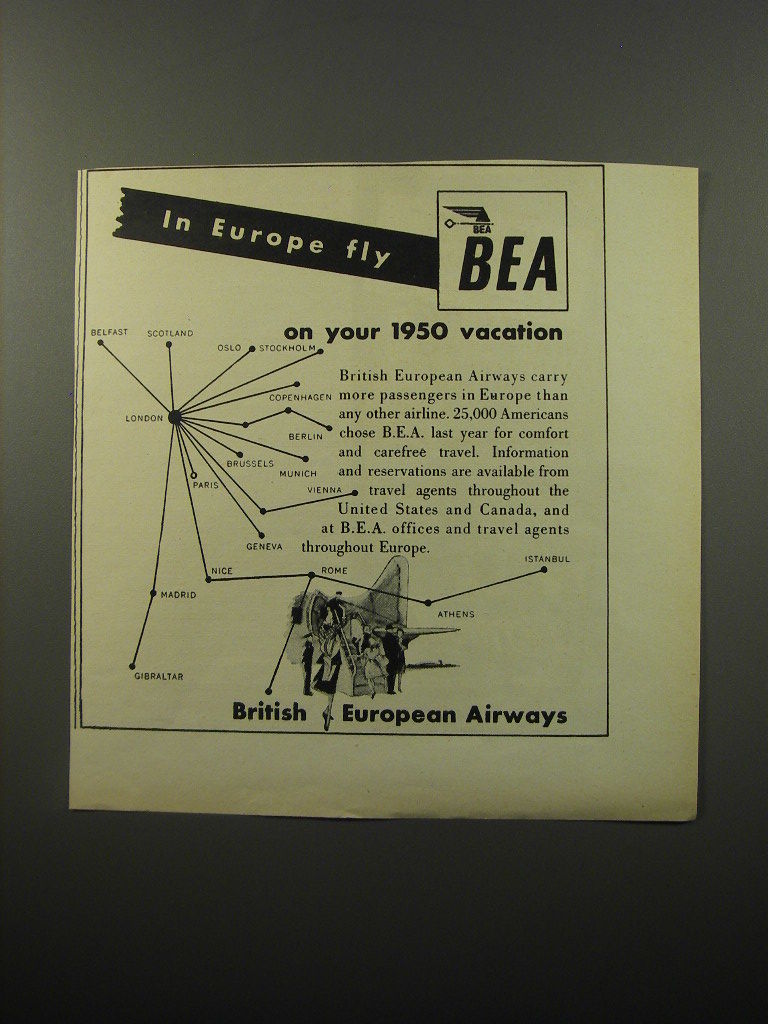 In Europe fly
BEA
BEA
on your 1950 vacation
British European Airways carry
more passengers in Europe than
any other airline. 25,000 Americans
chose B.E.A. last year for comfort
and carefree travel. Information
and reservations are available from
travel agents throughout the
United States and Canada, and
at B.E.A. offices and travel agents
throughout Europe.
BELFAST
SCOTLAND
OSLO
STOCKHOLM
COPENHAGEN
LONDON
BERLIN
BRUSSELS
MUNICH
PARIS
VIENNA
GENEVA
NICE
ROME
ISTANBUL
MADRID
ATHENS
GIBRALTAR
British European Airways